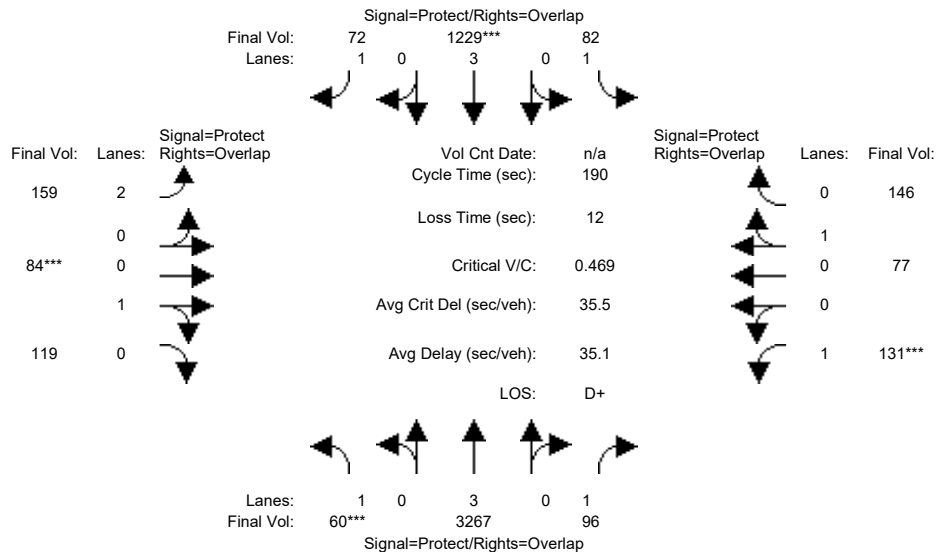 Signal=Protect/Rights=Overlap
Final Vol: 72 1229*** 82
Lanes: 1 0 3 0 1
Signal=Protect Signal=Protect
Final Vol: Lanes: Rights=Overlap Vol Cnt Date: n/a Rights=Overlap Lanes: Final Vol:
Cycle Time (sec): 190
159 2 0 146
Loss Time (sec): 12
0 1
84*** 0 Critical V/C: 0.469 0 77
1 Avg Crit Del (sec/veh): 35.5 0
119 0 Avg Delay (sec/veh): 35.1 1 131***
LOS: D+
Lanes: 1 0 3 0 1
Final Vol: 60*** 3267 96
Signal=Protect/Rights=Overlap